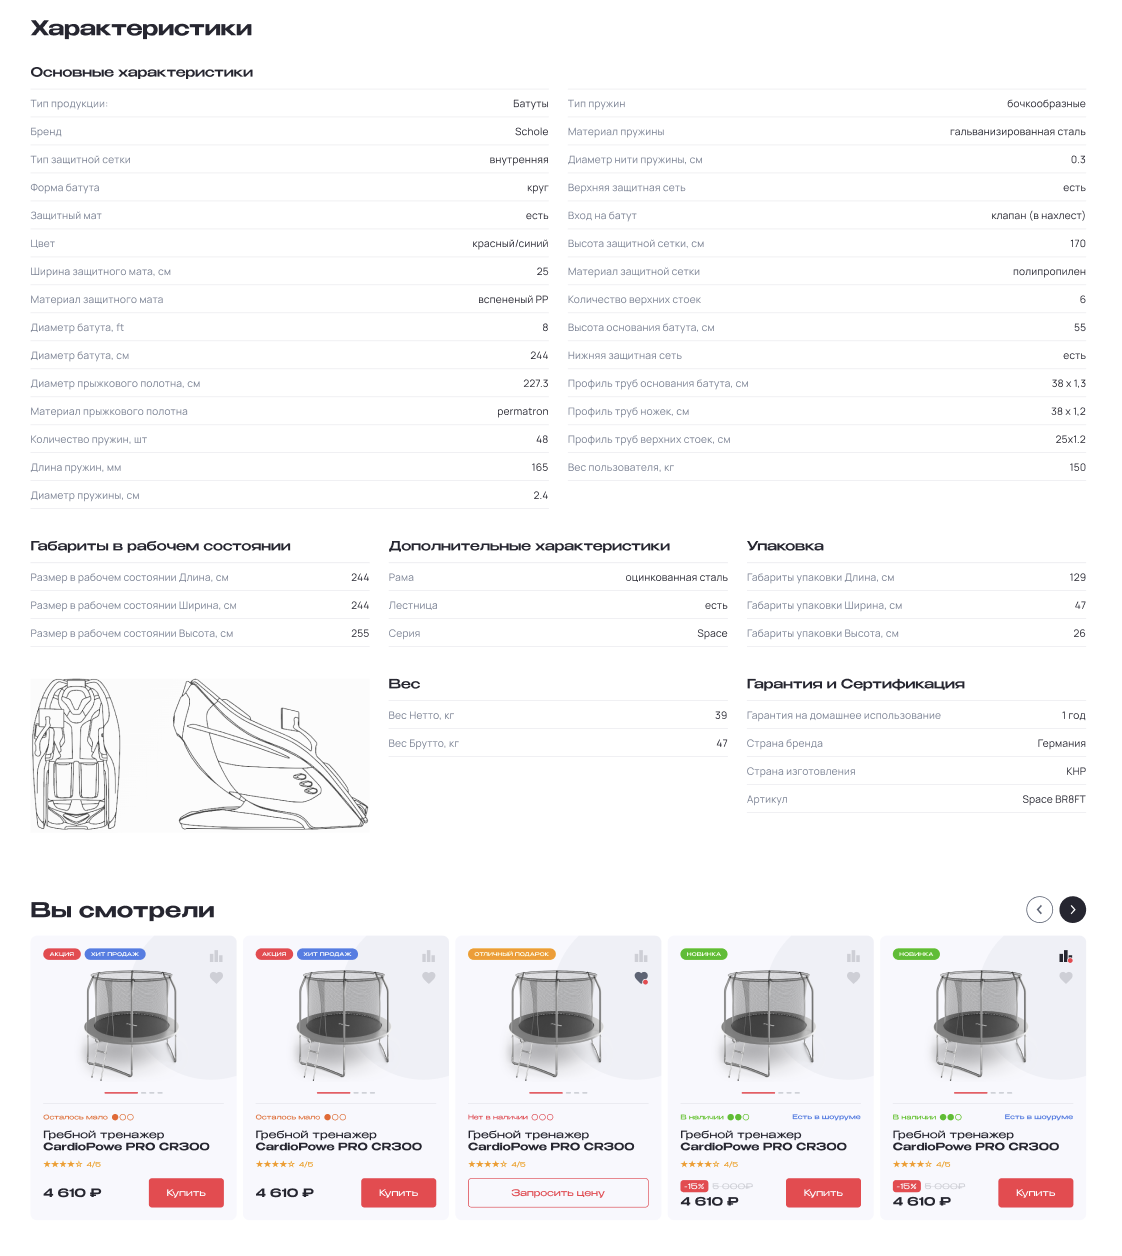 Характеристики
Основные характеристики
Тип продукции: Батуты
Бренд Schole
Тип защитной сетки внутренняя
Форма батута круг
Защитный мат есть
Цвет красный/синий
Ширина защитного мата, см 25
Материал защитного мата вспененый PP
Диаметр батута, ft 8
Диаметр батута, см 244
Диаметр прыжкового полотна, см 227.3
Материал прыжкового полотна permatron
Количество пружин, шт 48
Длина пружин, мм 165
Диаметр пружины, см 2.4
Тип пружин бочкообразные
Материал пружины гальванизированная сталь
Диаметр нити пружины, см 0.3
Верхняя защитная сеть есть
Вход на батут клапан (в нахлест)
Высота защитной сетки, см 170
Материал защитной сетки полипропилен
Количество верхних стоек 6
Высота основания батута, см 55
Нижняя защитная сеть есть
Профиль труб основания батута, см 38 x 1,3
Профиль труб ножек, см 38 x 1,2
Профиль труб верхних стоек, см 25x1.2
Вес пользователя, кг 150
Габариты в рабочем состоянии
Размер в рабочем состоянии Длина, см 244
Размер в рабочем состоянии Ширина, см 244
Размер в рабочем состоянии Высота, см 255
Дополнительные характеристики
Рама оцинкованная сталь
Лестница есть
Серия Space
Упаковка
Габариты упаковки Длина, см 129
Габариты упаковки Ширина, см 47
Габариты упаковки Высота, см 26
Вес
Вес Нетто, кг 39
Вес Брутто, кг 47
Гарантия и Сертификация
Гарантия на домашнее использование 1 год
Страна бренда Германия
Страна изготовления КНР
Артикул Space BR8FT
Вы смотрели
АКЦИЯ ХИТ ПРОДАЖ
Осталось мало
Гребной тренажер
CardioPowe PRO CR300
4/5
4 610 ₽ Купить
АКЦИЯ ХИТ ПРОДАЖ
Осталось мало
Гребной тренажер
CardioPowe PRO CR300
4/5
4 610 ₽ Купить
ОТЛИЧНЫЙ ПОДАРОК
Нет в наличии
Гребной тренажер
CardioPowe PRO CR300
4/5
Запросить цену
НОВИНКА
В наличии Есть в шоуруме
Гребной тренажер
CardioPowe PRO CR300
4/5
-15% 5 000₽
4 610 ₽ Купить
НОВИНКА
В наличии Есть в шоуруме
Гребной тренажер
CardioPowe PRO CR300
4/5
-15% 5 000₽
4 610 ₽ Купить